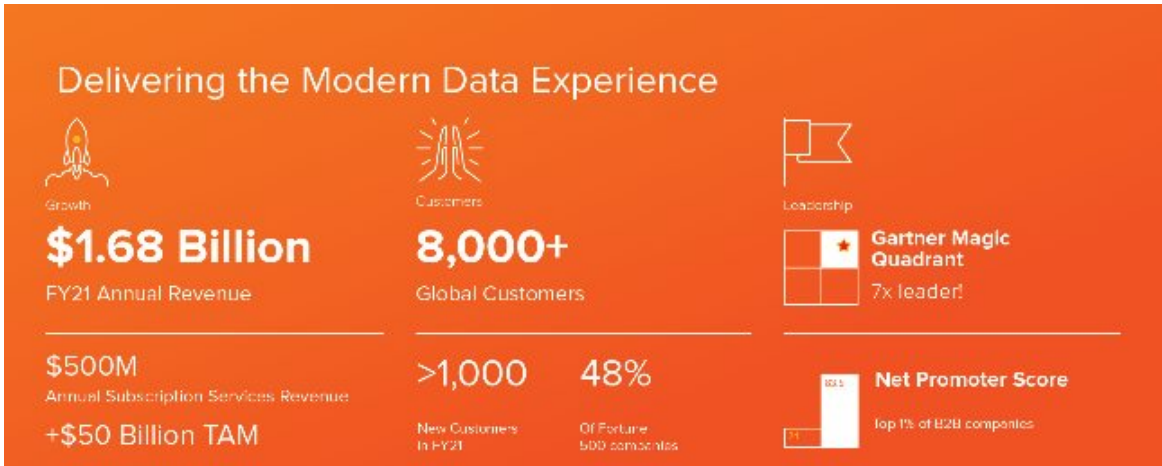 Delivering the Modern Data Experience
Growth
$1.68 Billion
FY21 Annual Revenue
$500M
Annual Subscription Services Revenue
+$50 Billion TAM
Customers
8,000+
Global Customers
>1,000
New Customers
in FY21
48%
Of Fortune
500 companies
Leadership
Gartner Magic
Quadrant
7x leader!
Net Promoter Score
Top 1% of B2B companies